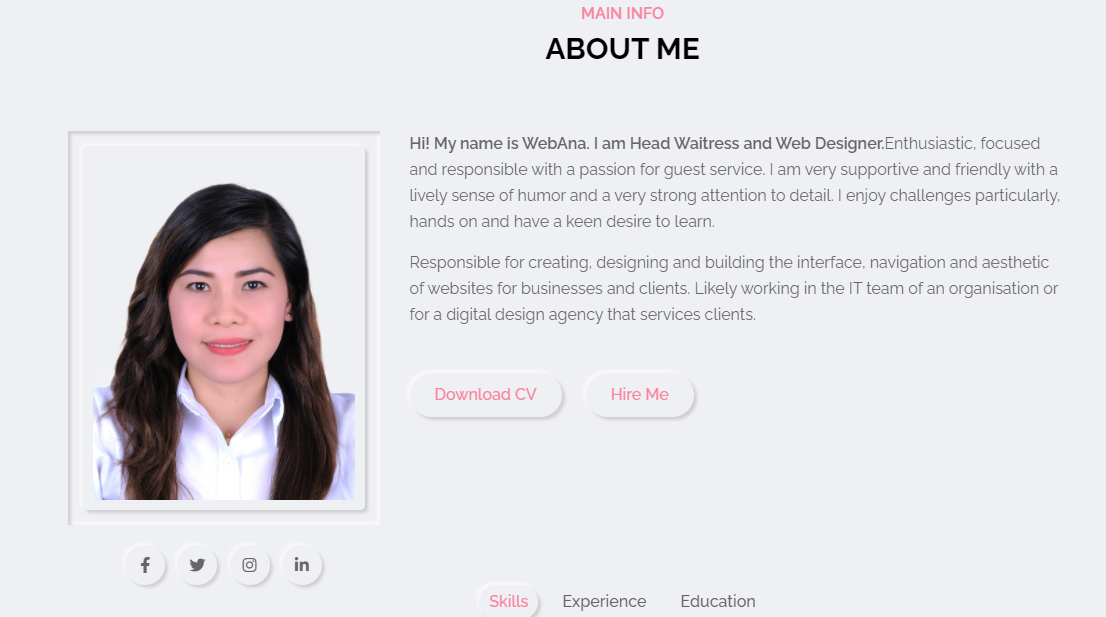 MAIN INFO
ABOUT ME
Hi! My name is WebAna. I am Head Waitress and Web Designer.Enthusiastic, focused
and responsible with a passion for guest service. I am very supportive and friendly with a
lively sense of humor and a very strong attention to detail. I enjoy challenges particularly,
hands on and have a keen desire to learn.
Responsible for creating, designing and building the interface, navigation and aesthetic
of websites for businesses and clients. Likely working in the IT team of an organisation or
for a digital design agency that services clients.
Download CV Hire Me
Skills Experience Education